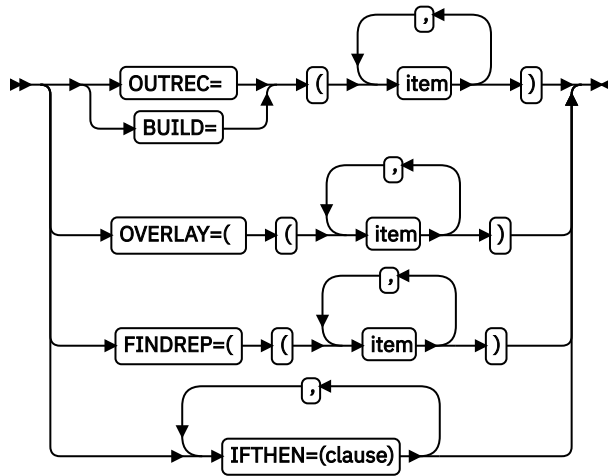 ,
OUTREC= ( item )
BUILD=
,
OVERLAY=( ( item )
,
FINDREP=( ( item )
,
IFTHEN=(clause)